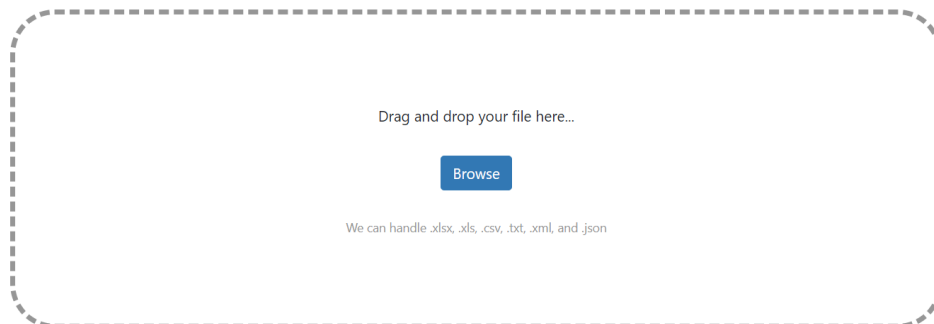 Drag and drop your file here...
Browse
We can handle .xlsx, .xls, .csv, .txt, .xml, and .json